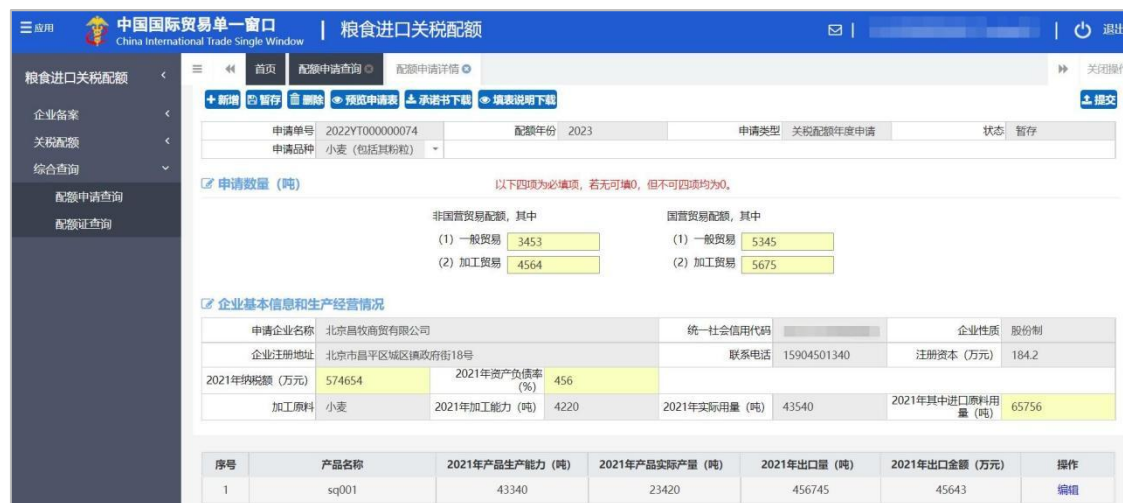 应用 中国国际贸易单一窗口 | 粮食进口关税配额 退出
China International Trade Single Window
粮食进口关税配额 首页 配额申请查询 配额申请详情 关闭操作
企业备案
关税配额
综合查询
配额申请查询
配额证查询
新增 暂存 删除 预览申请表 承诺书下载 填表说明下载 提交
申请单号 2022YT000000074 配额年份 2023 申请类型 关税配额年度申请 状态 暂存
申请品种 小麦（包括其粉粒）
申请数量（吨） 以下四项为必填项，若无可填0，但不可四项均为0。
非国营贸易配额，其中 国营贸易配额，其中
(1) 一般贸易 3453 (1) 一般贸易 5345
(2) 加工贸易 4564 (2) 加工贸易 5675
企业基本信息和生产经营情况
申请企业名称 北京昌牧商贸有限公司 统一社会信用代码 企业性质 股份制
企业注册地址 北京市昌平区城区镇政府街18号 联系电话 15904501340 注册资本（万元） 184.2
2021年纳税额（万元） 574654 2021年资产负债率（%） 456
加工原料 小麦 2021年加工能力（吨） 4220 2021年实际用量（吨） 43540 2021年其中进口原料用量（吨） 65756
序号 产品名称 2021年产品生产能力（吨） 2021年产品实际产量（吨） 2021年出口量（吨） 2021年出口金额（万元） 操作
1 sq001 43340 23420 456745 45643 编辑